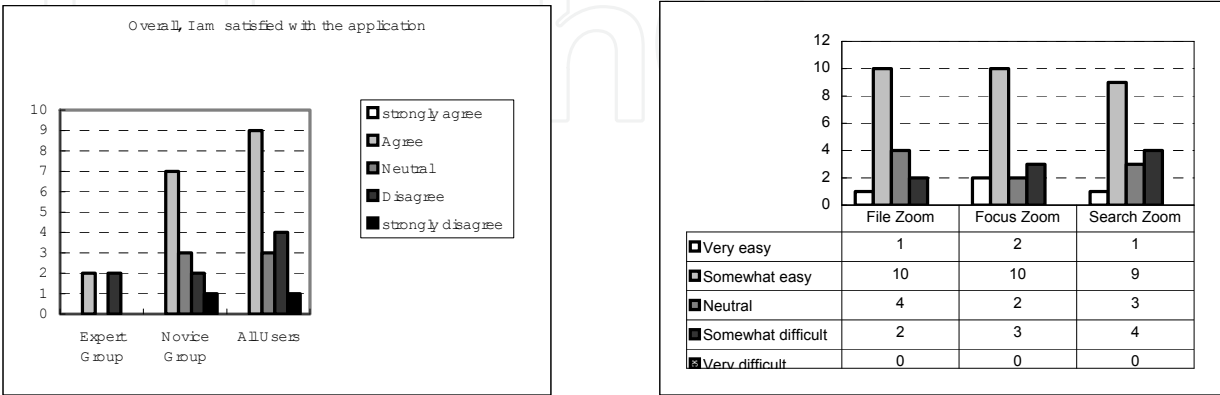 Overall, I am satisfied with the application
10
9
8
7
6
5
4
3
2
1
0
Expert Group
Novice Group
All Users
strongly agree
Agree
Neutral
Disagree
strongly disagree
12
10
8
6
4
2
0
File Zoom Focus Zoom Search Zoom
Very easy 1 2 1
Somewhat easy 10 10 9
Neutral 4 2 3
Somewhat difficult 2 3 4
Very difficult 0 0 0